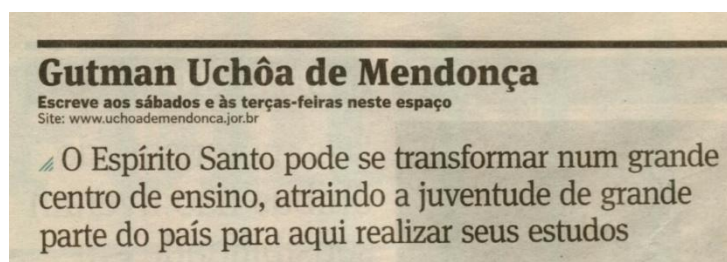 Gutman Uchôa de Mendonça
Escreve aos sábados e às terças-feiras neste espaço
Site: www.uchoademendonca.jor.br
O Espírito Santo pode se transformar num grande
centro de ensino, atraindo a juventude de grande
parte do país para aqui realizar seus estudos